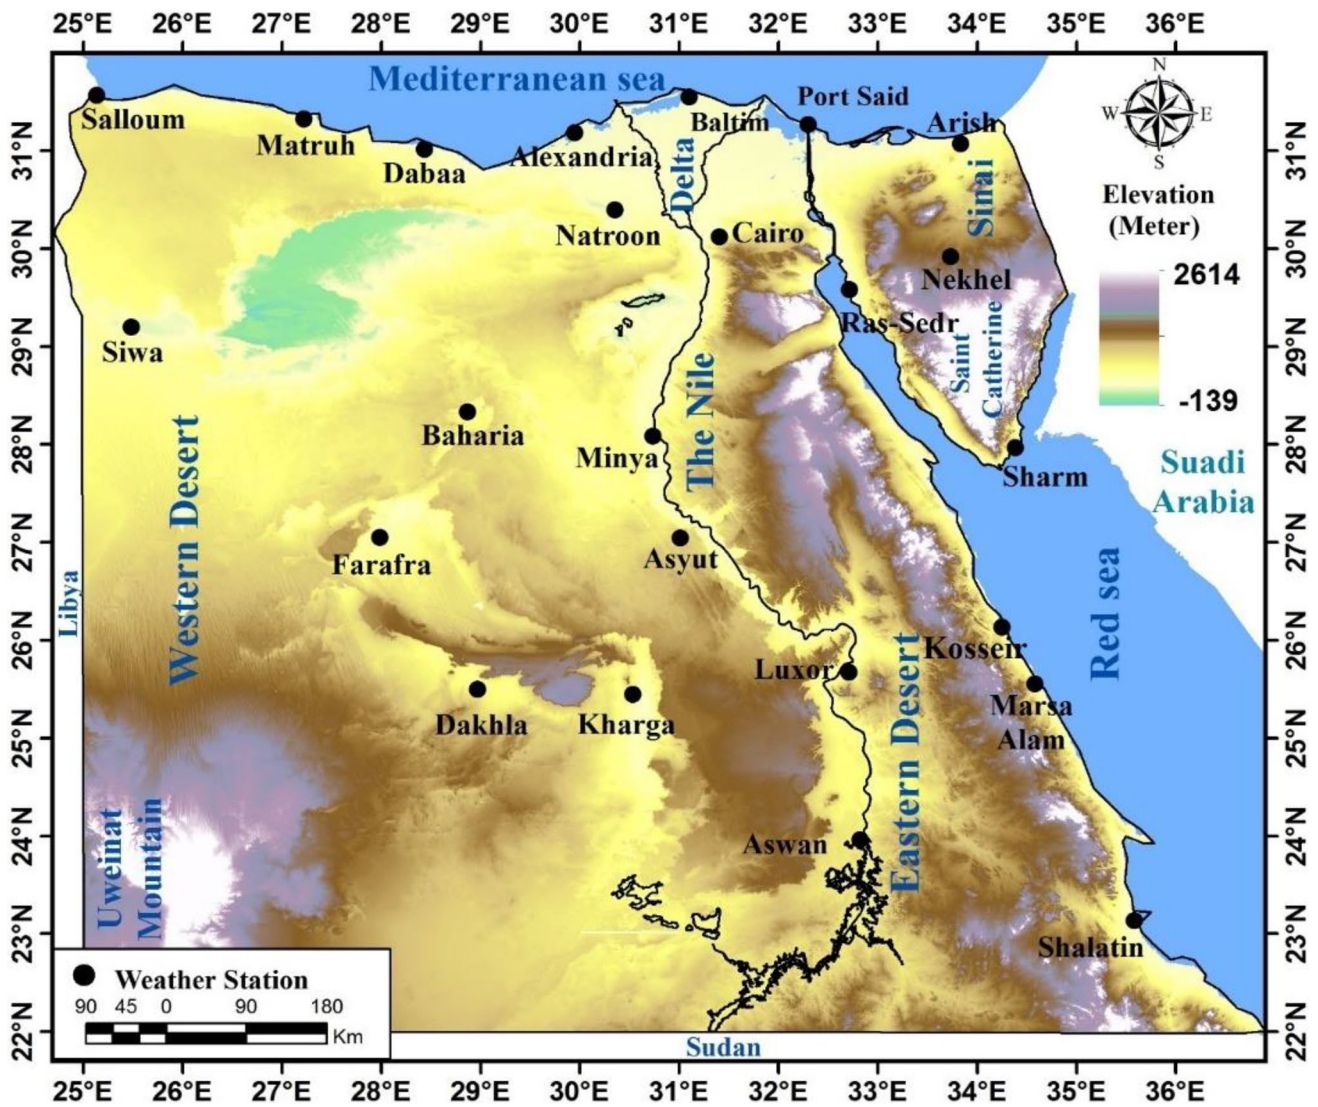 25°E 26°E 27°E 28°E 29°E 30°E 31°E 32°E 33°E 34°E 35°E 36°E
Mediterranean sea
N
W E
S
Port Said
Salloum
Baltim
Arish
Matruh
Alexandria
Dabaa
Delta
Sinai
31°N
31°N
Elevation
(Meter)
2614
-139
Natroon
Cairo
30°N
30°N
Nekhel
Ras-Sedr
29°N
29°N
Siwa
Saint
Catherine
Baharia
The Nile
Minya
28°N
28°N
Sharm
Suadi
Arabia
Western Desert
27°N
27°N
Farafra
Asyut
Libya
Red sea
26°N
26°N
Kosseir
Luxor
Marsa
Alam
Dakhla
Kharga
25°N
25°N
Eastern Desert
Uweinat
Mountain
24°N
24°N
Aswan
23°N
23°N
Shalatin
Weather Station
90 45 0 90 180
Km
22°N
22°N
Sudan
25°E 26°E 27°E 28°E 29°E 30°E 31°E 32°E 33°E 34°E 35°E 36°E